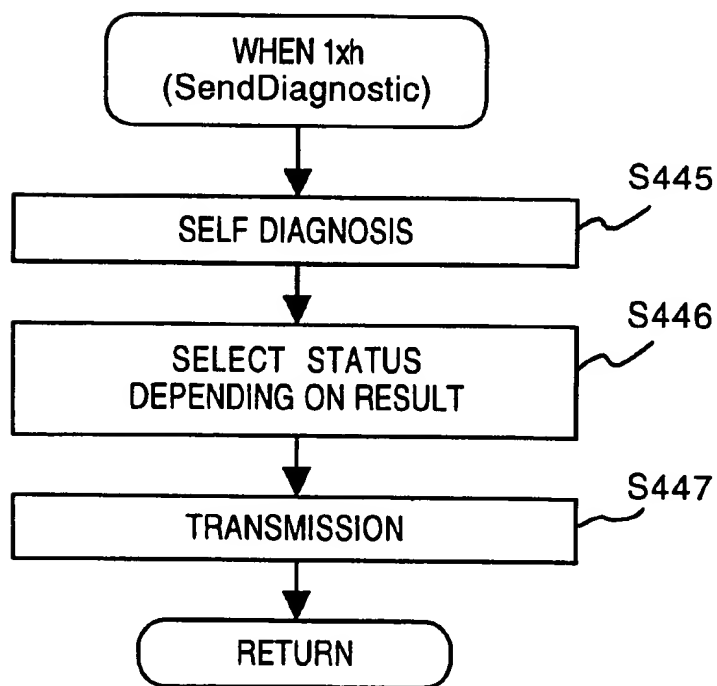 WHEN 1xh
(SendDiagnostic)
S445
SELF DIAGNOSIS
S446
SELECT STATUS
DEPENDING ON RESULT
S447
TRANSMISSION
RETURN